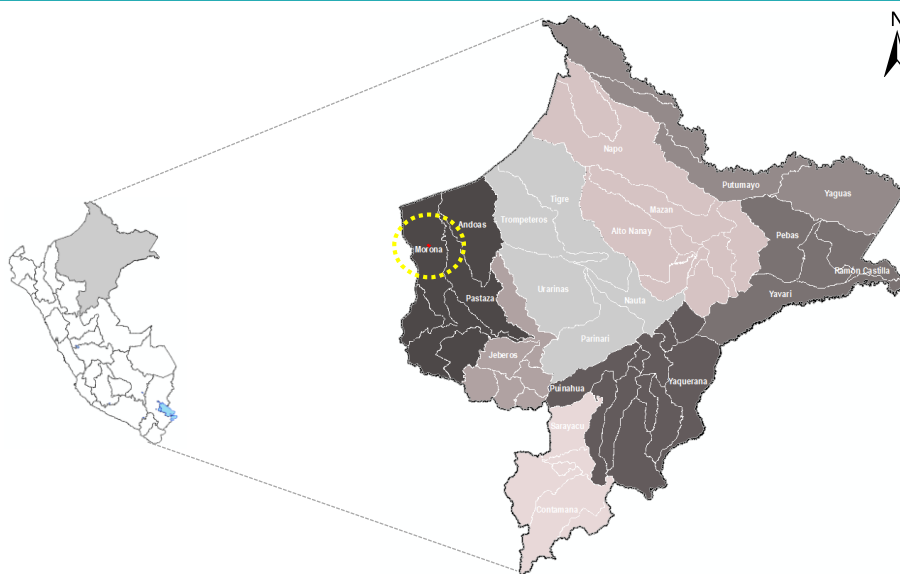 N
Napo
Putumayo
Yaguas
Tigre
Mazan
Trompeteros
Andoas
Alto Nanay
Pebas
Morona
Ramón Castilla
Urarinas
Yavari
Pastaza
Nauta
Parinari
Jeberos
Puinahua
Yaquerana
Sarayacu
Contamana